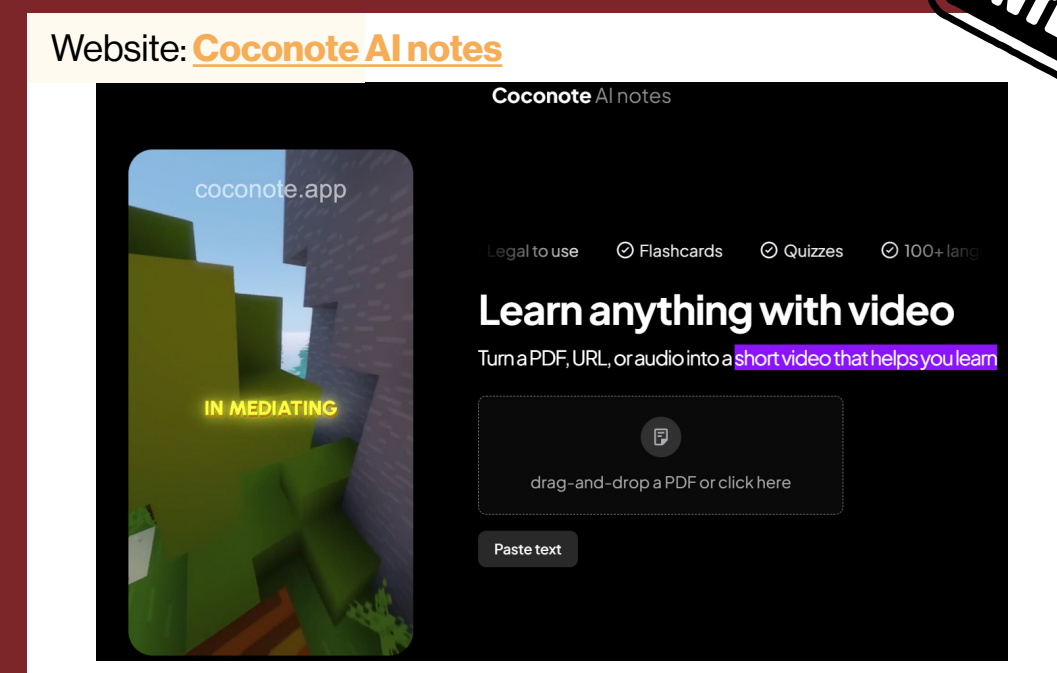 Website: Coconote AI notes
Coconote AI notes
coconote.app
Legal to use Flashcards Quizzes 100+ lang
Learn anything with video
Turn a PDF, URL, or audio into a short video that helps you learn
IN MEDIATING
drag-and-drop a PDF or click here
Paste text